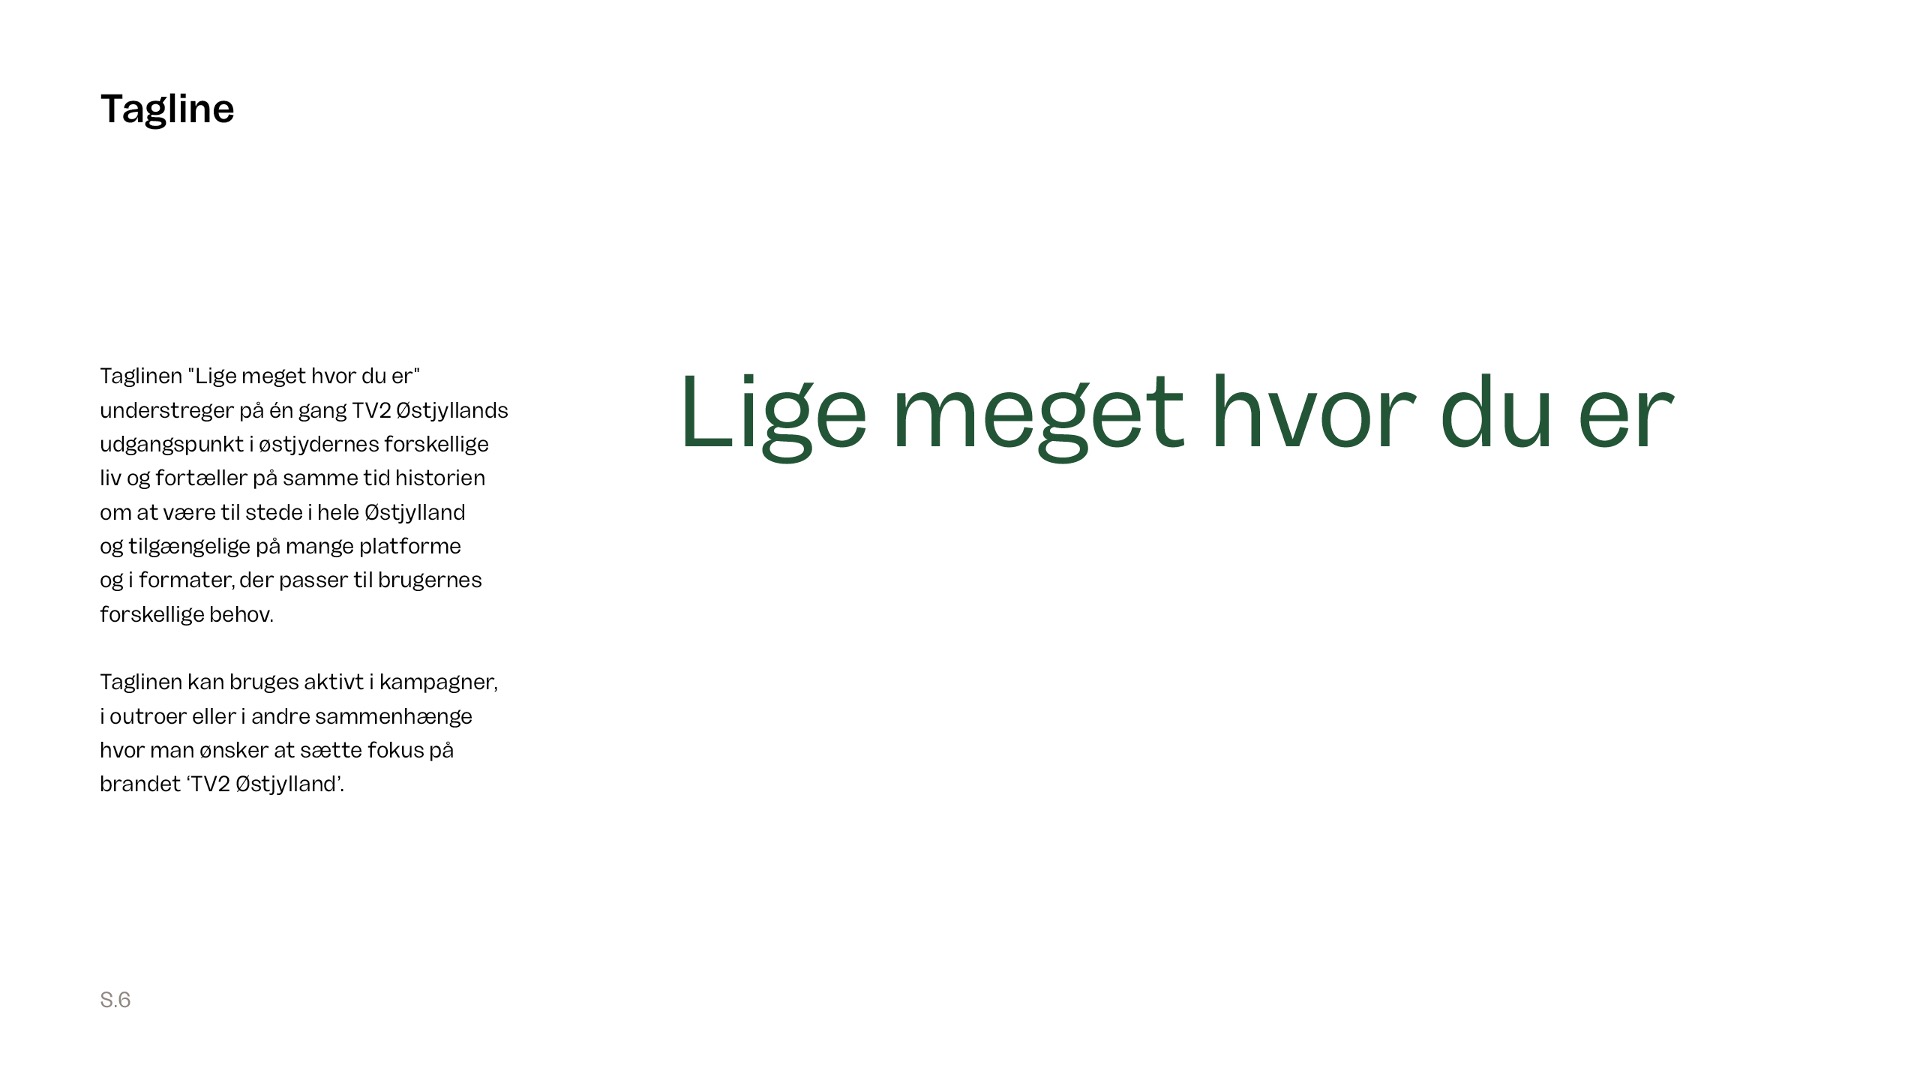 Tagline
Taglinen "Lige meget hvor du er"
understreger på én gang TV2 Østjyllands
udgangspunkt i østjydernes forskellige
liv og fortæller på samme tid historien
om at være til stede i hele Østjylland
og tilgængelige på mange platforme
og i formater, der passer til brugernes
forskellige behov.
Taglinen kan bruges aktivt i kampagner,
i outroer eller i andre sammenhænge
hvor man ønsker at sætte fokus på
brandet ‘TV2 Østjylland’.
Lige meget hvor du er
S.6